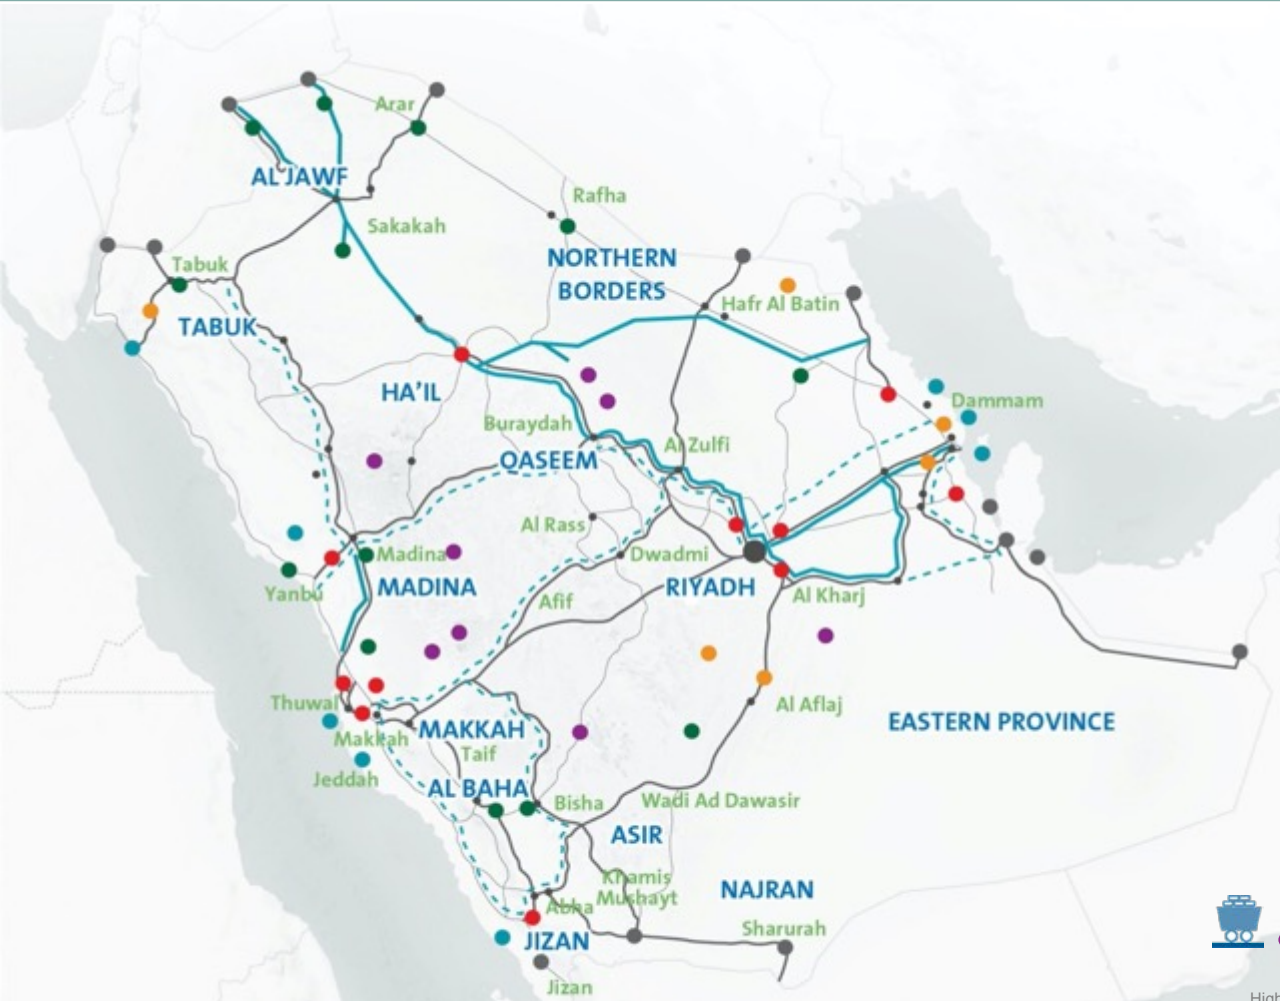 Arar
AL JAWF
Rafha
Sakakah
NORTHERN
BORDERS
Tabuk
Hafr Al Batin
TABUK
HA'IL
Dammam
Buraydah
Al Zulfi
QASEEM
Al Rass
Madina
Dwadmi
MADINA
RIYADH
Yanbu
Afif
Al Kharj
Thuwal
Al Aflaj
EASTERN PROVINCE
MAKKAH
Makkah
Taif
Jeddah
AL BAHA
Bisha
Wadi Ad Dawasir
ASIR
Khamis
Mushayt
NAJRAN
Abha
Sharurah
JIZAN
Jizan
High